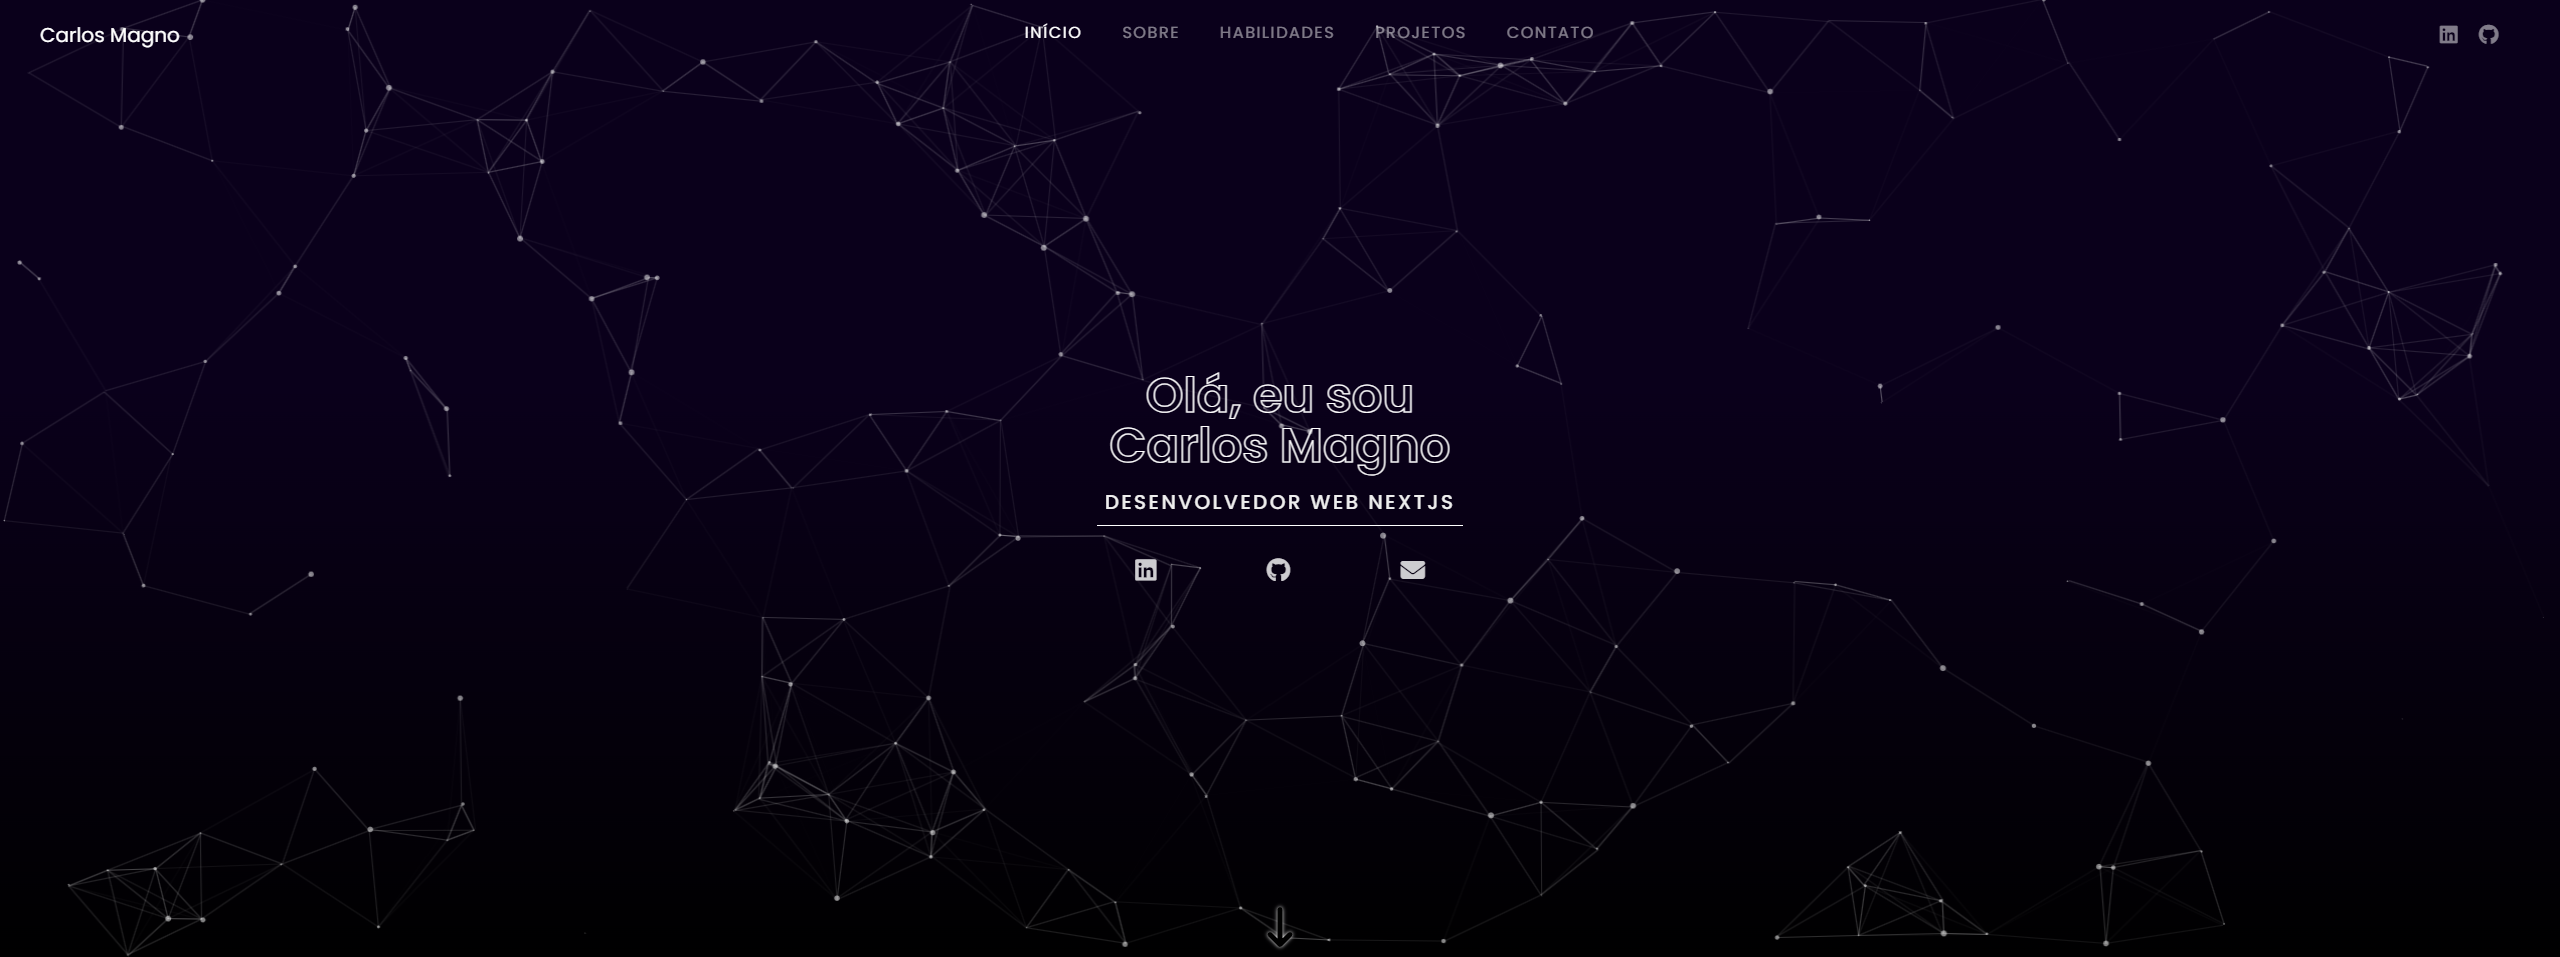 Carlos Magno
INÍCIO SOBRE HABILIDADES PROJETOS CONTATO
Olá, eu sou
Carlos Magno
DESENVOLVEDOR WEB NEXTJS